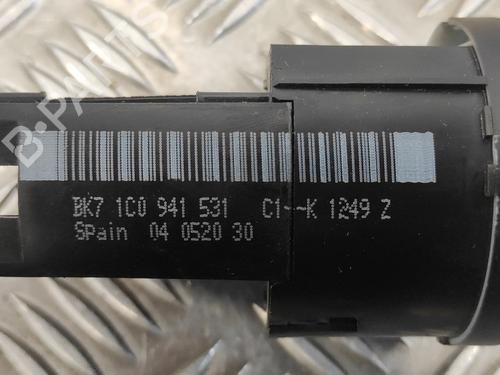 B-PARTS
BK7 1C0 941 531 C1--K 1249 Z
Spain 04 0520 30